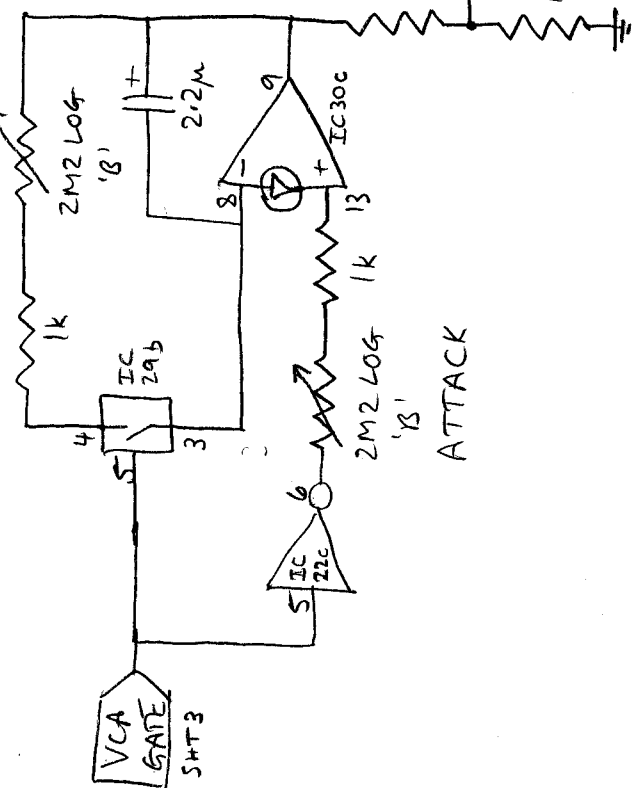 2M2 LOG
'B'
+
2.2µ
1k
IC
29b
4
3
5
8
-
+
13
9
IC30c
1k
2M2 LOG
'B'
ATTACK
6
IC
22c
5
VCA
GATE
SHT3